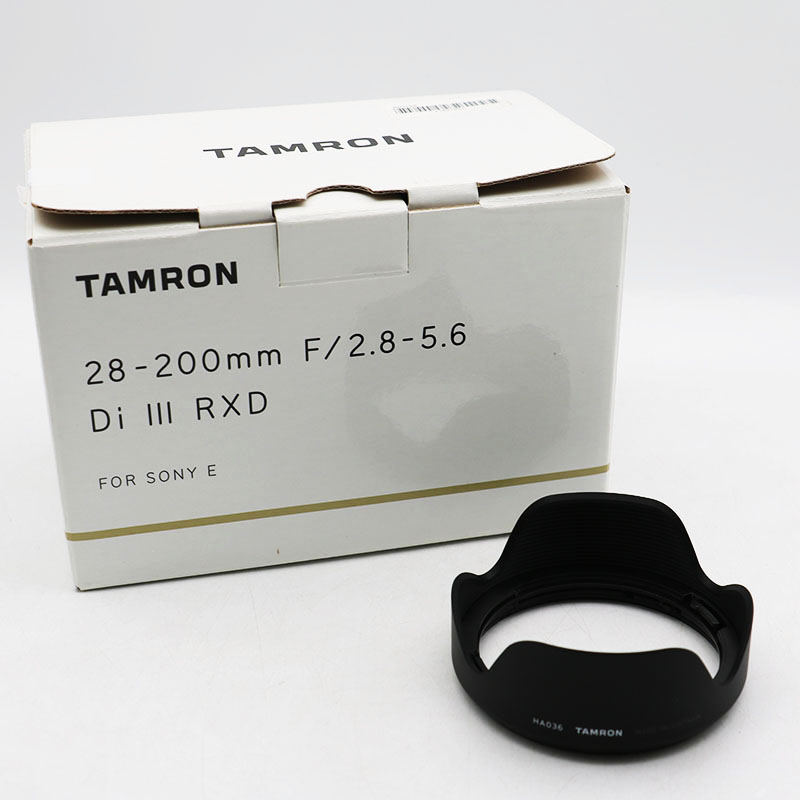 TAMRON
TAMRON
28-200mm F/2.8-5.6
Di III RXD
FOR SONY E
HA036 TAMRON